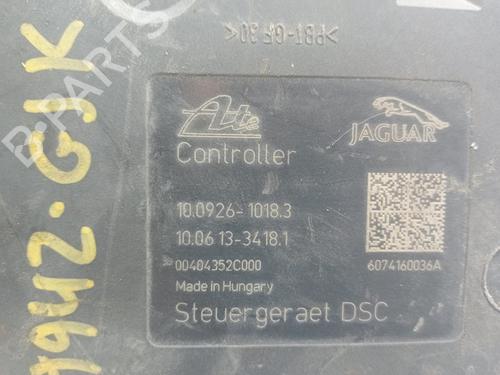 >PBT-GF30<
Ate
JAGUAR
Controller
10.0926-1018.3
10.0613-3418.1
00404352C000
6074160036A
Made in Hungary
Steuergeraet DSC
9942-GJK
B-PARTS